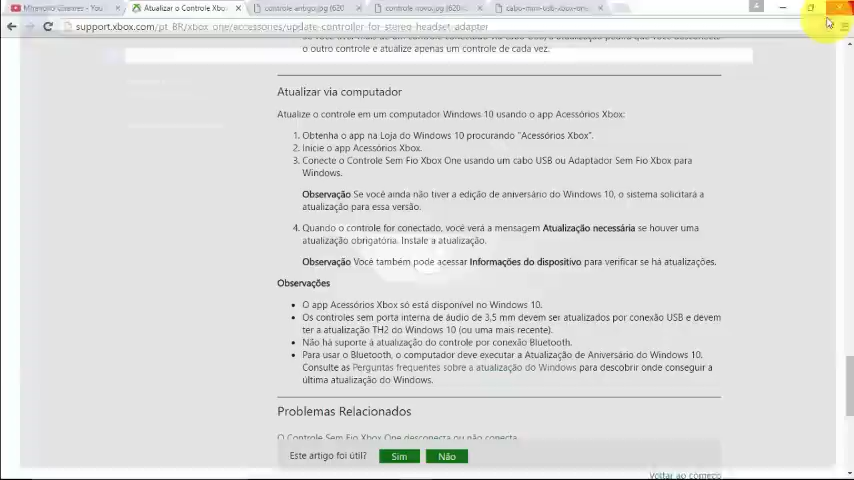 Atualizar o Controle Xbo
controle antigo.jpg (620
controle novo.jpg (620
cabo-mini-usb-xbox-one
support.xbox.com/pt-BR/xbox-one/accessories/update-controller-for-stereo-headset-adapter
o outro controle e atualize apenas um controle de cada vez.
Atualizar via computador
Atualize o controle em um computador Windows 10 usando o app Acessórios Xbox:
1. Obtenha o app na Loja do Windows 10 procurando "Acessórios Xbox".
2. Inicie o app Acessórios Xbox.
3. Conecte o Controle Sem Fio Xbox One usando um cabo USB ou Adaptador Sem Fio Xbox para
Windows.
Observação Se você ainda não tiver a edição de aniversário do Windows 10, o sistema solicitará a
atualização para essa versão.
4. Quando o controle for conectado, você verá a mensagem Atualização necessária se houver uma
atualização obrigatória. Instale a atualização.
Observação Você também pode acessar Informações do dispositivo para verificar se há atualizações.
Observações
• O app Acessórios Xbox só está disponível no Windows 10.
• Os controles sem porta interna de áudio de 3,5 mm devem ser atualizados por conexão USB e devem
ter a atualização TH2 do Windows 10 (ou uma mais recente).
• Não há suporte à atualização do controle por conexão Bluetooth.
• Para usar o Bluetooth, o computador deve executar a Atualização de Aniversário do Windows 10.
Consulte as Perguntas frequentes sobre a atualização do Windows para descobrir onde conseguir a
última atualização do Windows.
Problemas Relacionados
O Controle Sem Fio Xbox One desconecta ou não conecta
Este artigo foi útil? Sim Não
Voltar ao começo